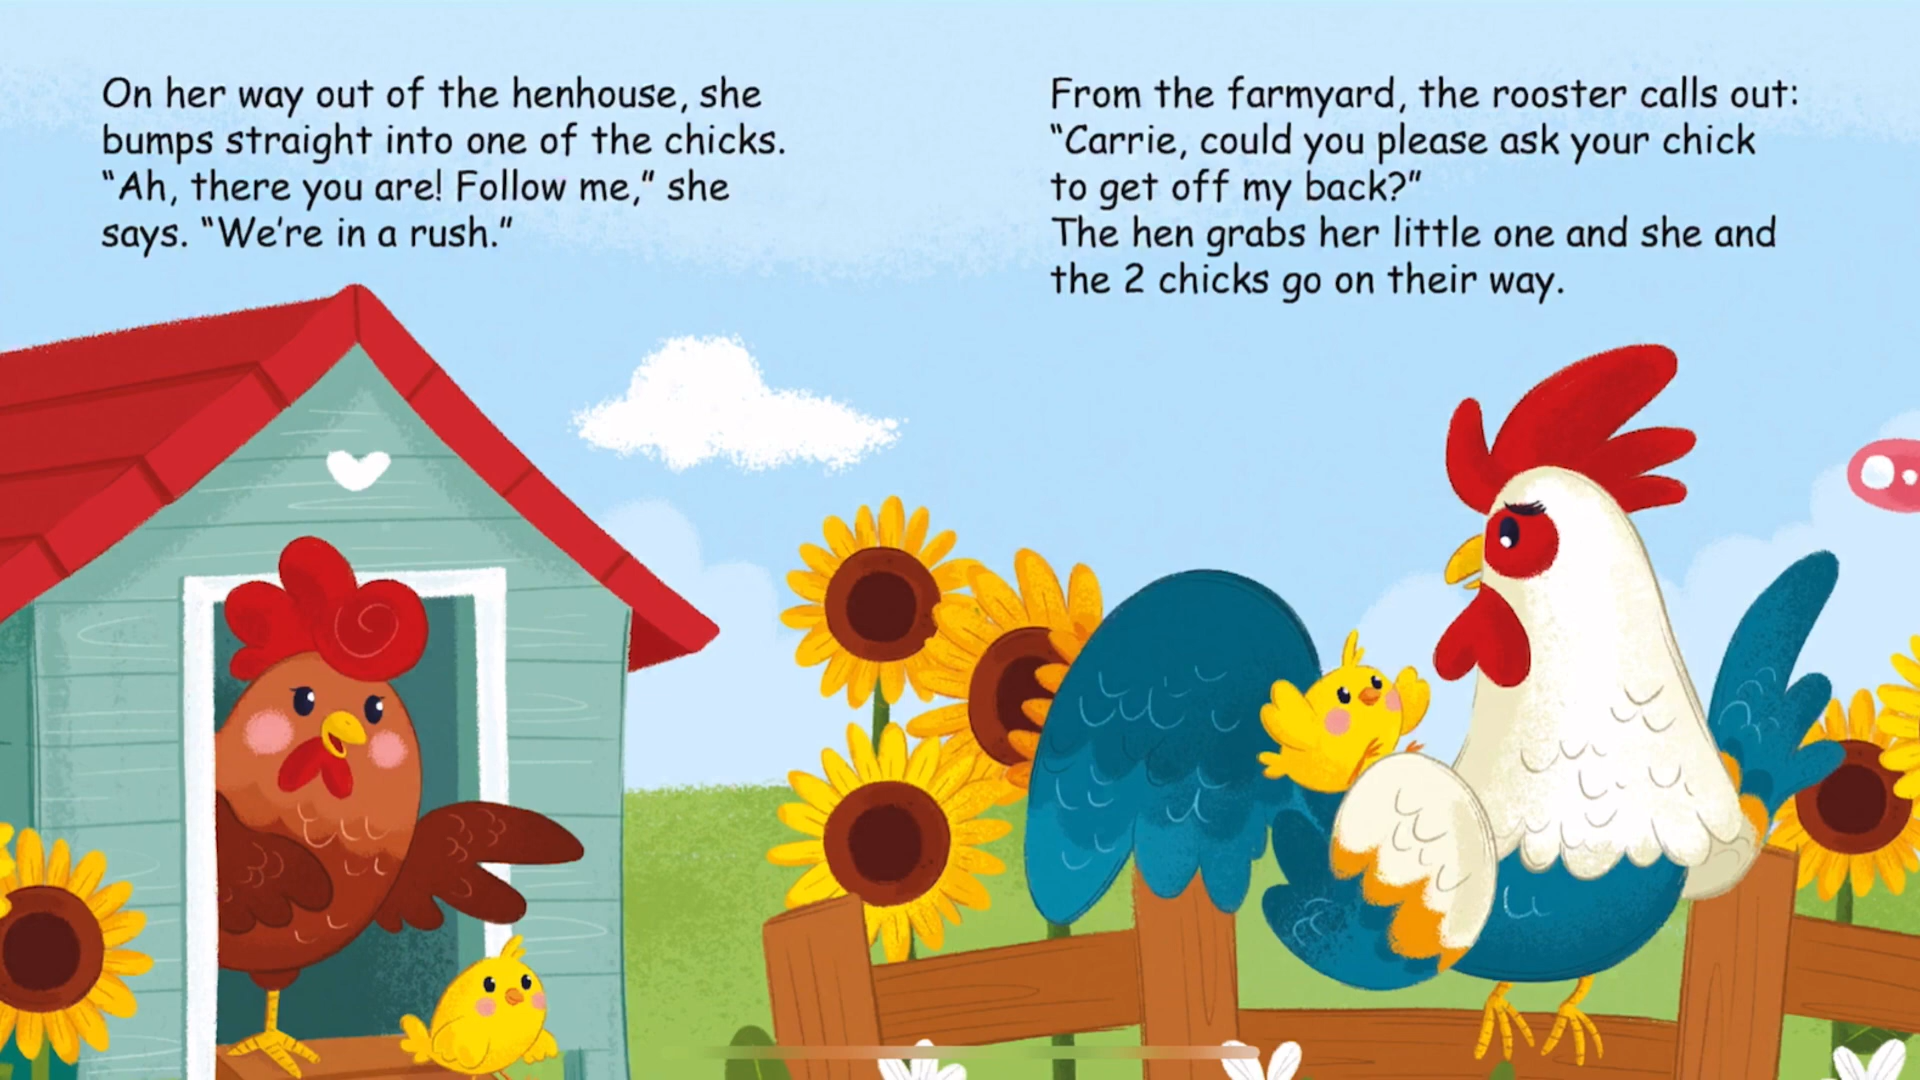 On her way out of the henhouse, she
bumps straight into one of the chicks.
“Ah, there you are! Follow me,” she
says. “We’re in a rush.”
From the farmyard, the rooster calls out:
“Carrie, could you please ask your chick
to get off my back?”
The hen grabs her little one and she and
the 2 chicks go on their way.